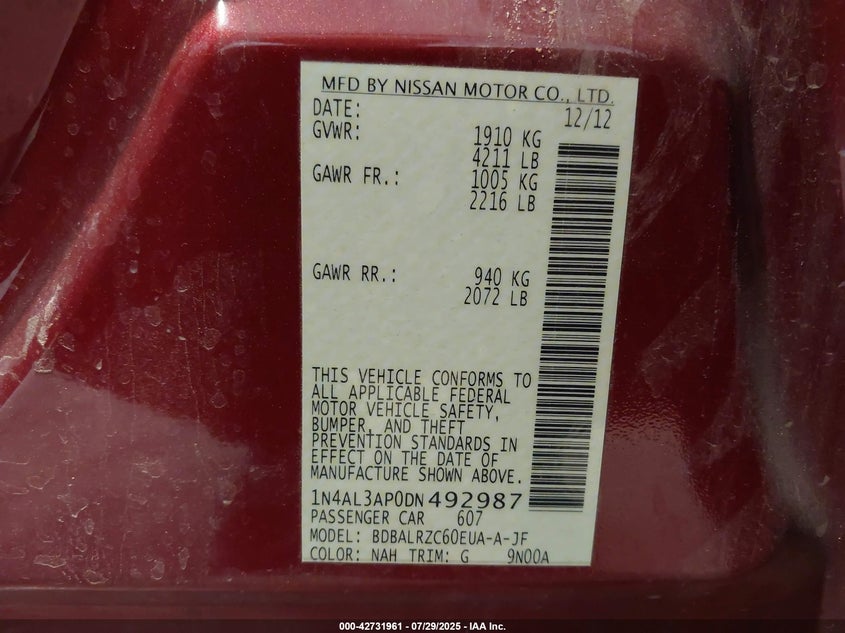 MFD BY NISSAN MOTOR CO., LTD.
DATE: 12/12
GVWR: 1910 KG
4211 LB
GAWR FR.: 1005 KG
2216 LB
GAWR RR.: 940 KG
2072 LB
THIS VEHICLE CONFORMS TO
ALL APPLICABLE FEDERAL
MOTOR VEHICLE SAFETY,
BUMPER, AND THEFT
PREVENTION STANDARDS IN
EFFECT ON THE DATE OF
MANUFACTURE SHOWN ABOVE.
1N4AL3AP0DN492987
PASSENGER CAR 607
MODEL: BDBALRZC60EUA-A-JF
COLOR: NAH TRIM: G 9N00A
000-42731961 - 07/29/2025 - IAA Inc.